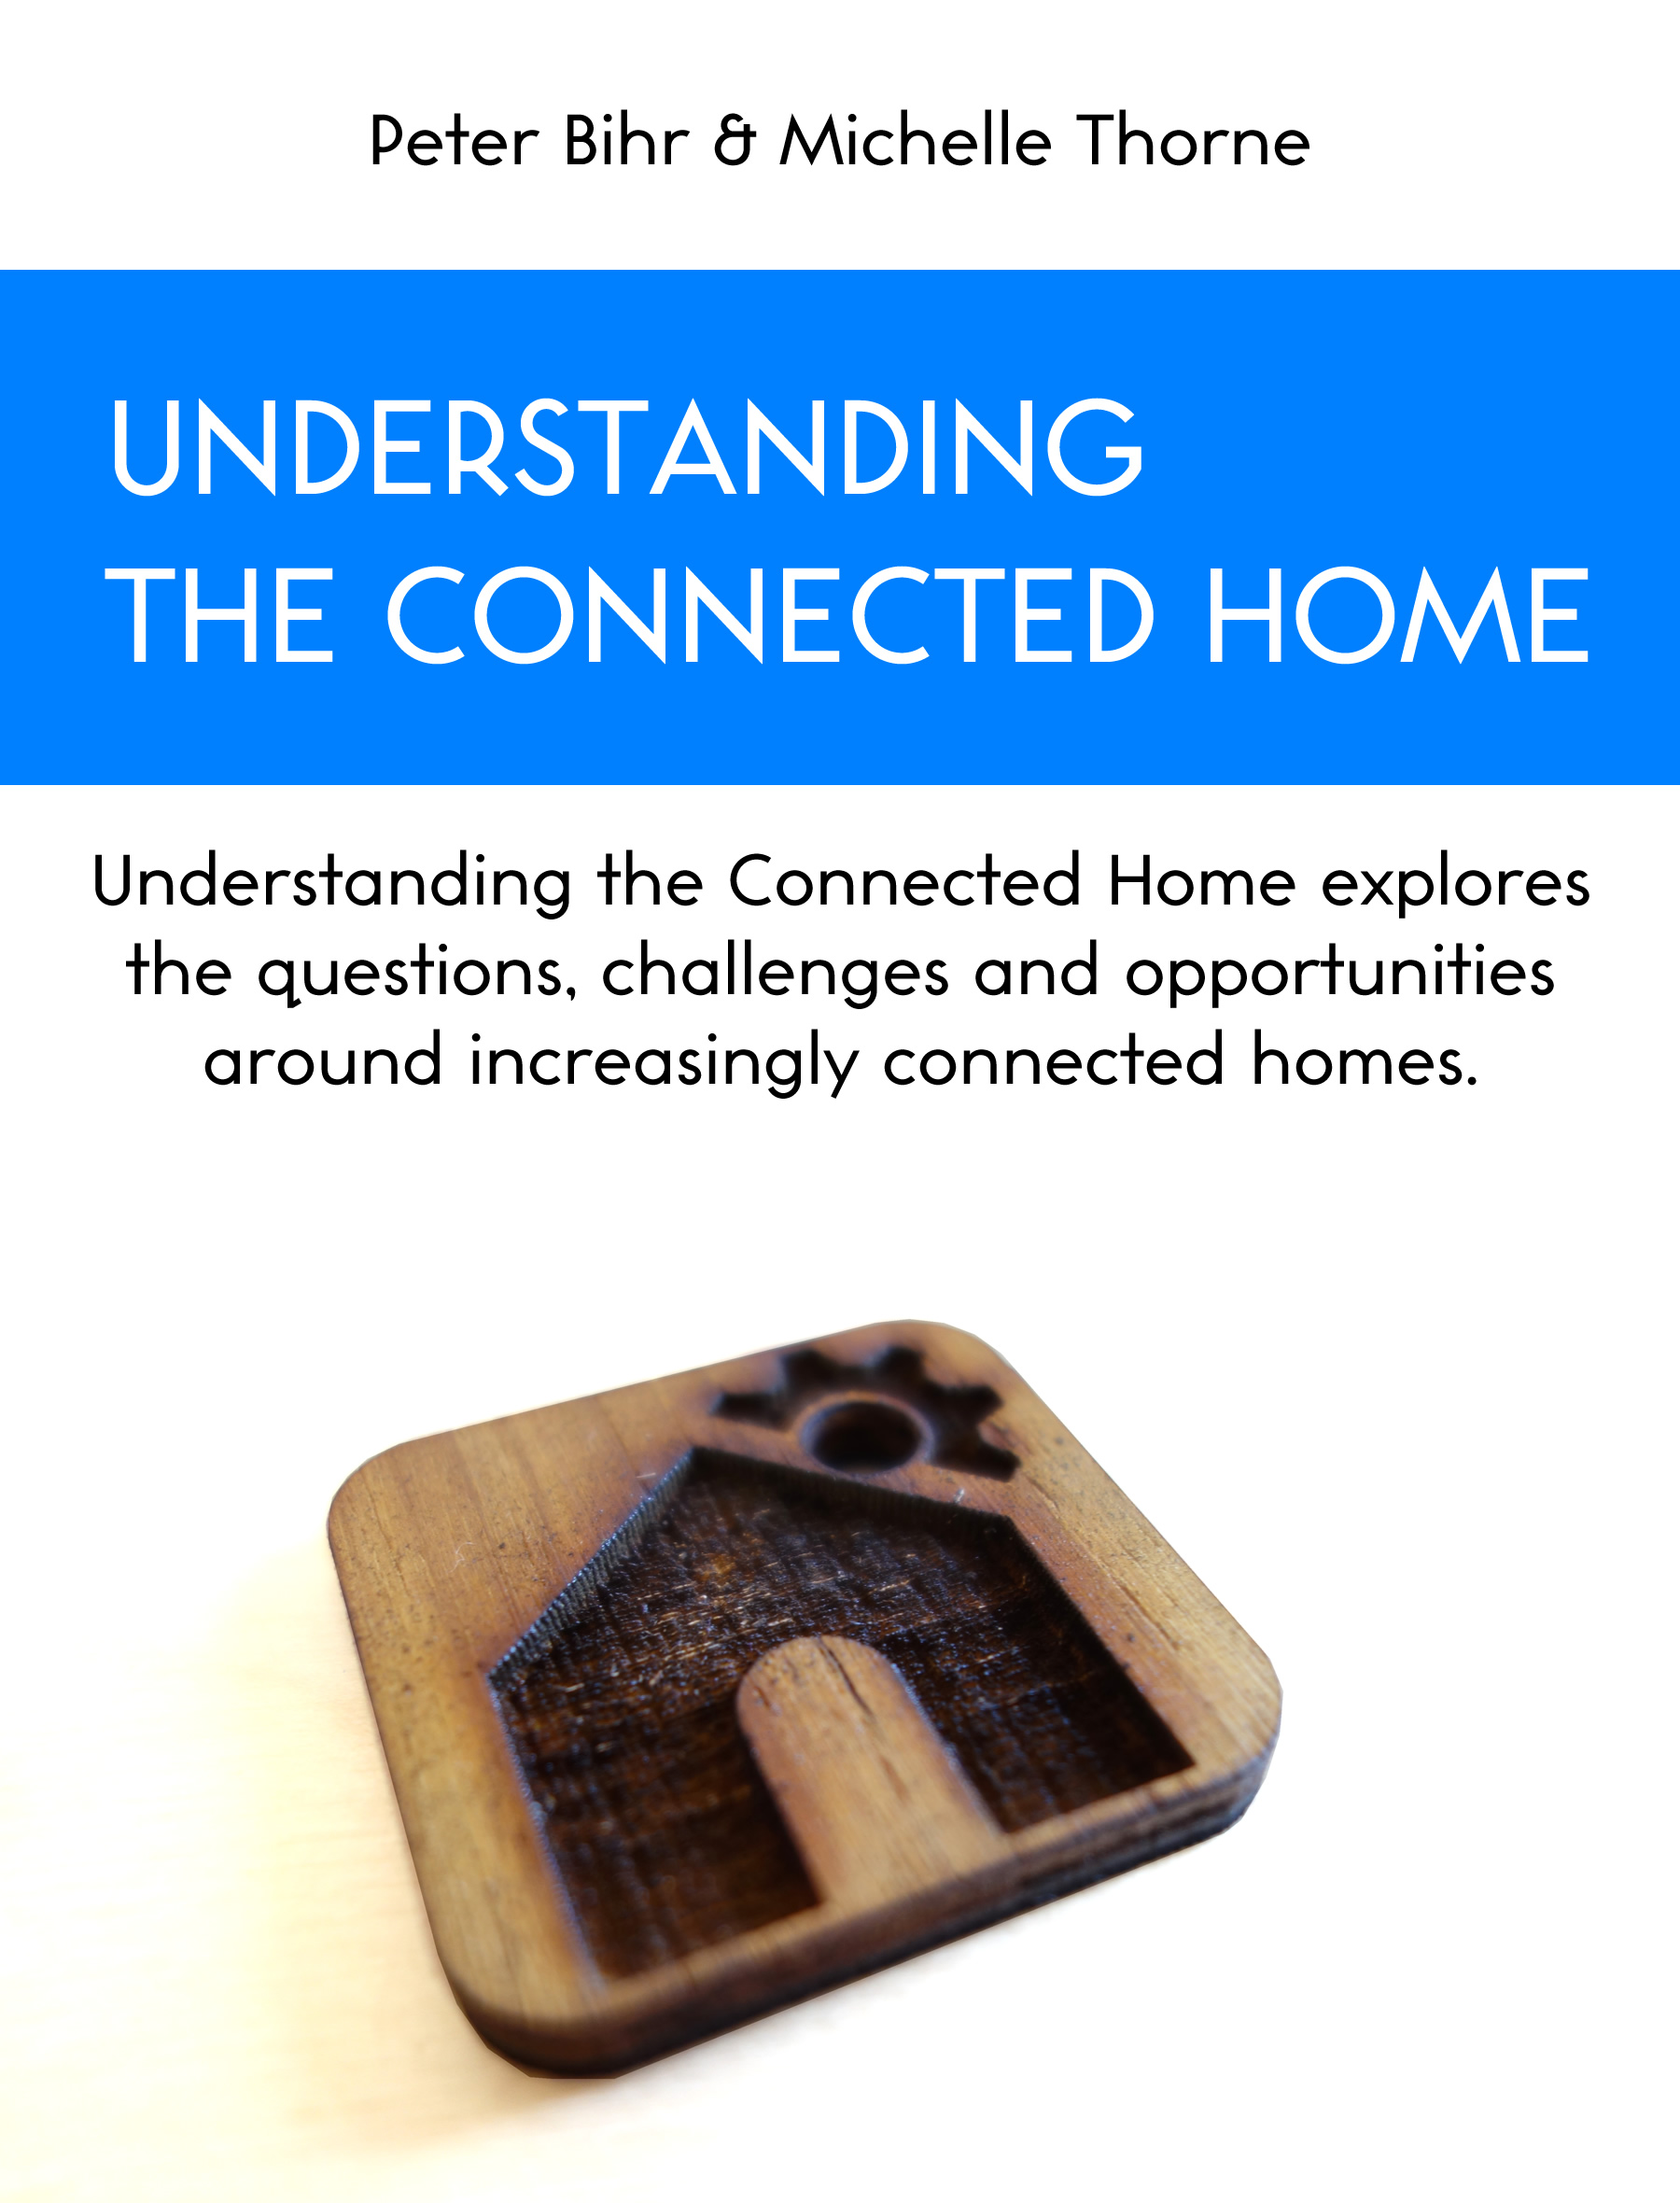 Peter Bihr & Michelle Thorne
UNDERSTANDING
THE CONNECTED HOME
Understanding the Connected Home explores
the questions, challenges and opportunities
around increasingly connected homes.